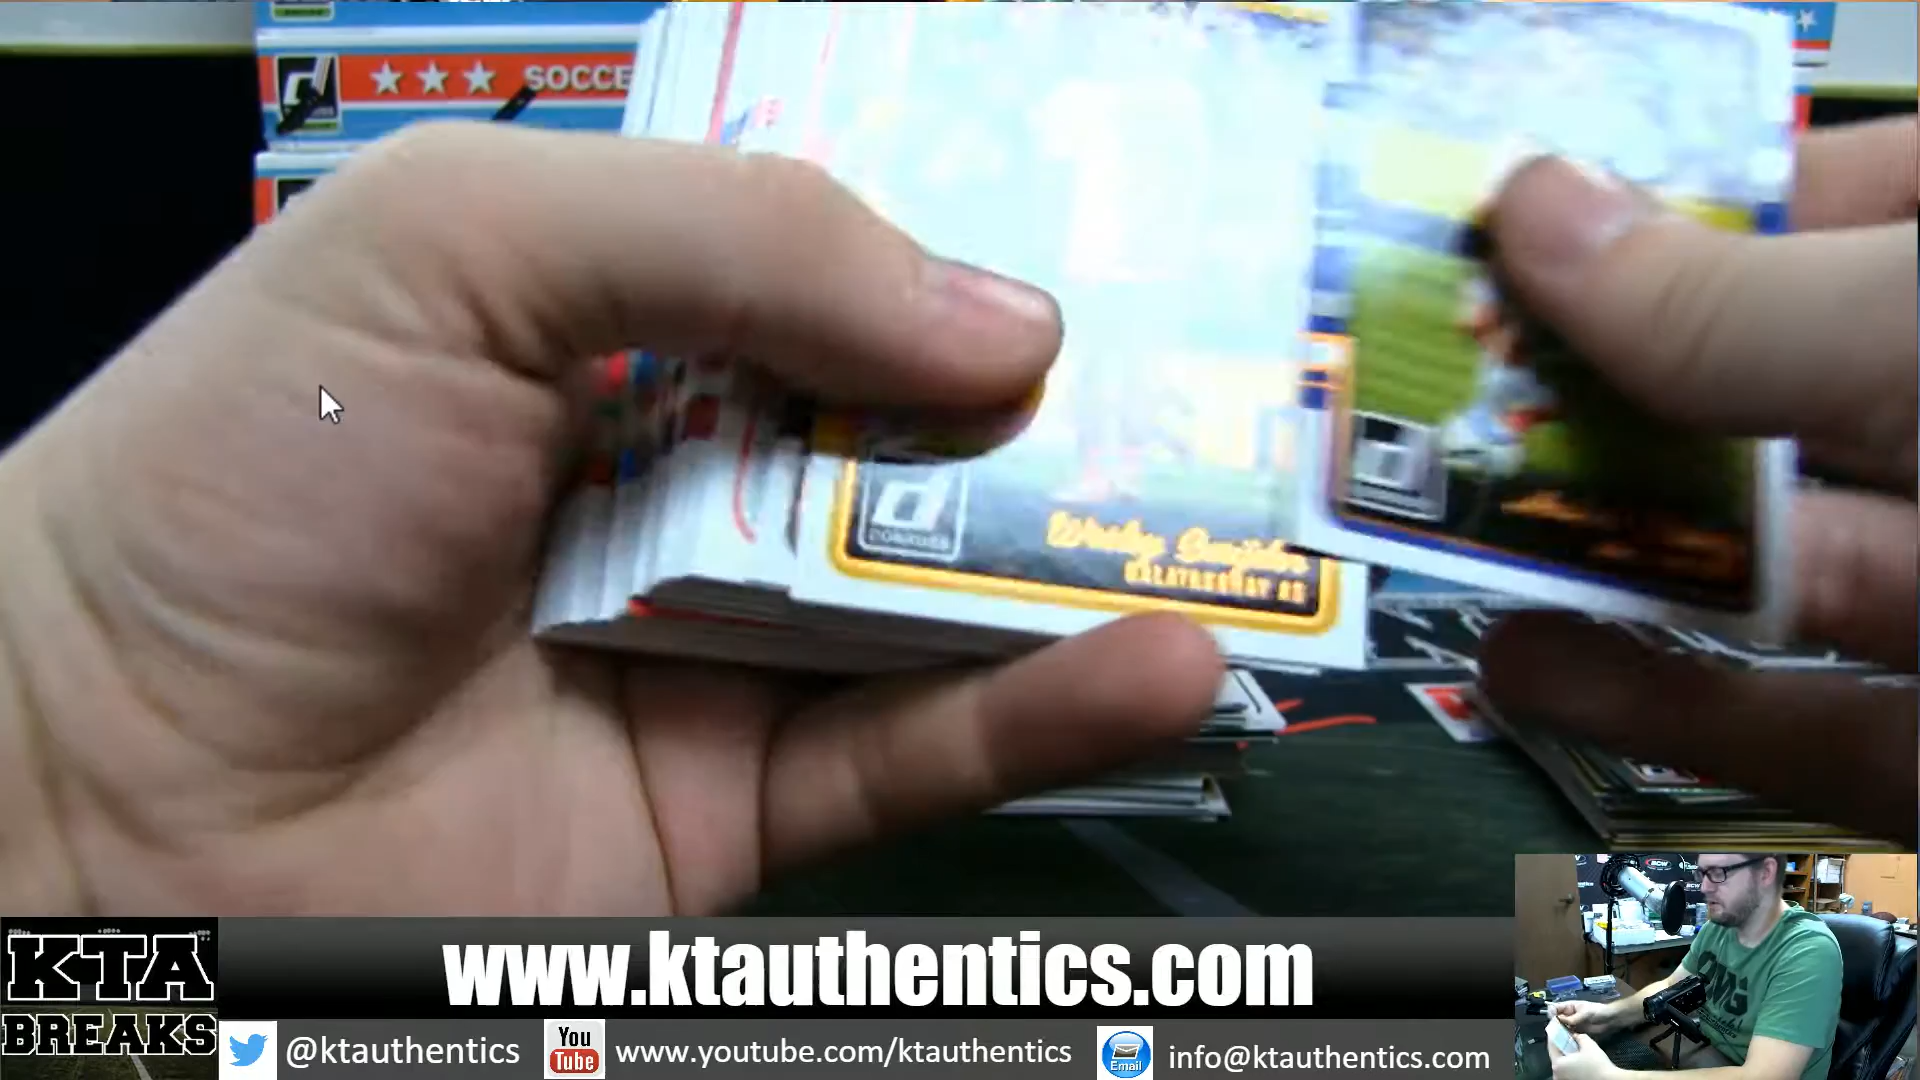 SOCCE
d
DONRUSS
Wesley Sneijder
GALATASARAY AS
www.ktauthentics.com
KTA
BREAKS
@ktauthentics
You
Tube
www.youtube.com/ktauthentics
Email
info@ktauthentics.com